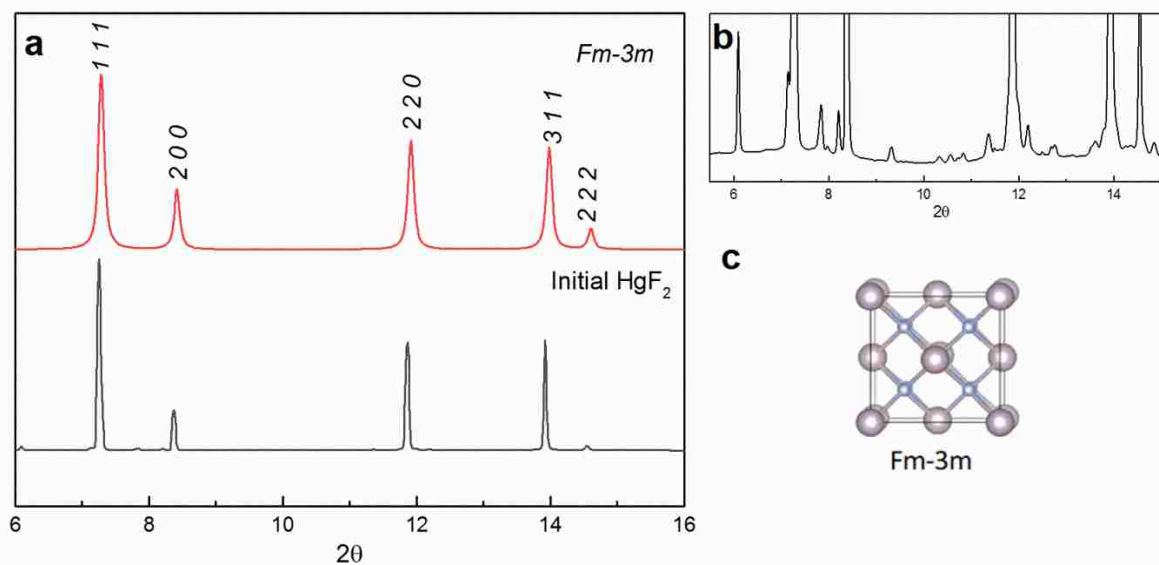 a
Fm-3m
1 1 1
2 0 0
2 2 0
3 1 1
2 2 2
Initial HgF₂
6 8 10 12 14 16
2θ
b
6 8 10 12 14
2θ
c
Fm-3m